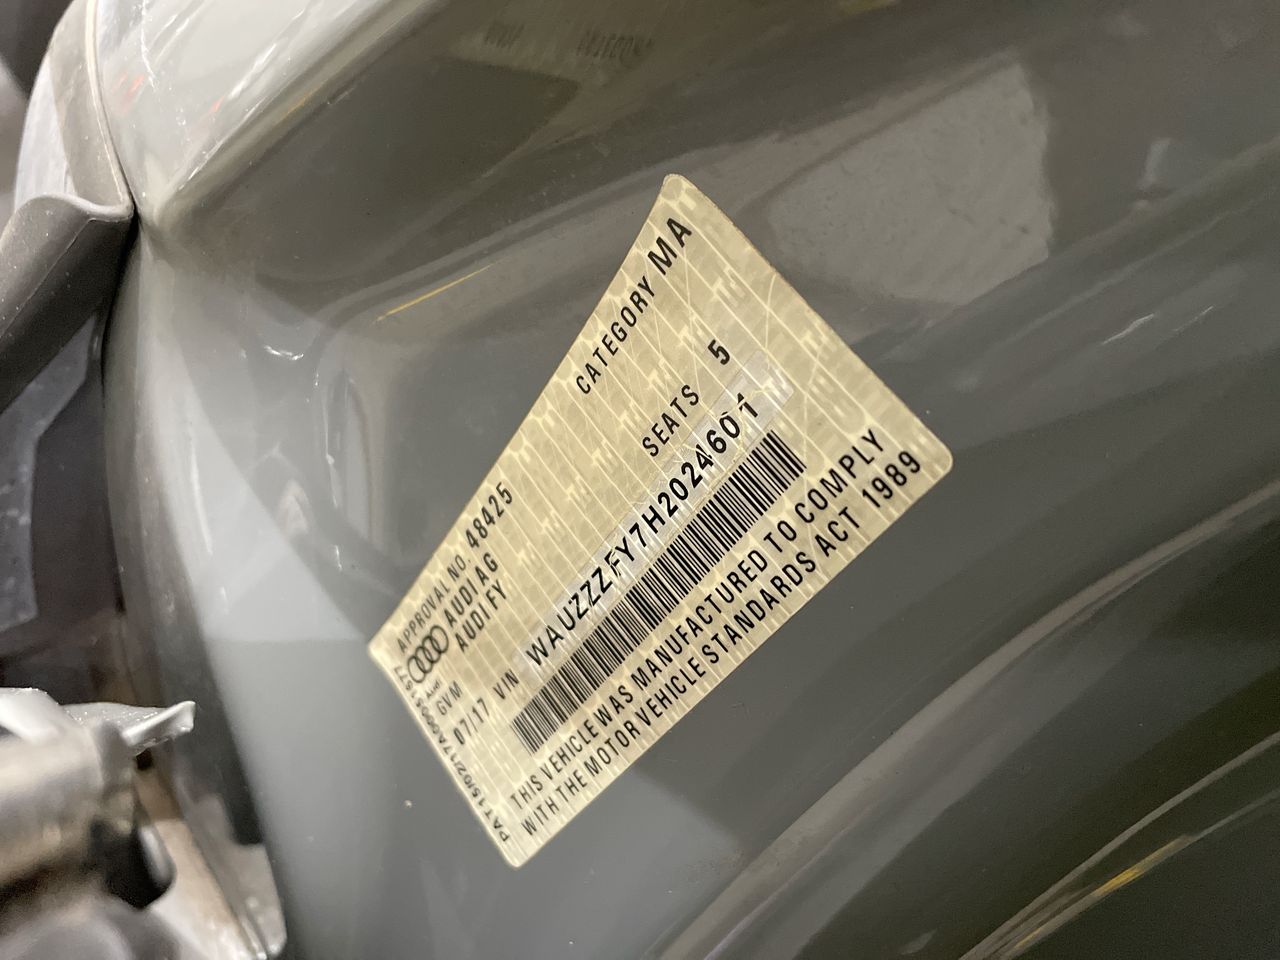 APPROVAL NO. 48425 CATEGORY MA
AUDI AG
AUDI FY SEATS 5
GVM
07/17 VIN WAUZZZFY7H2024601
THIS VEHICLE WAS MANUFACTURED TO COMPLY
WITH THE MOTOR VEHICLE STANDARDS ACT 1989